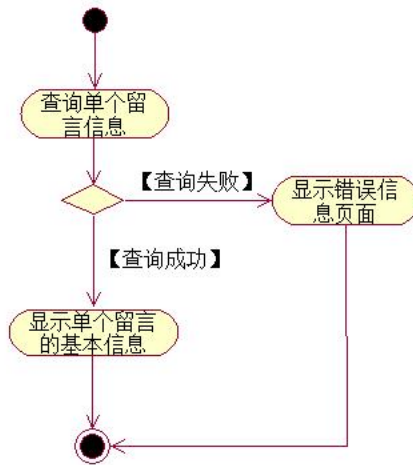 查询单个留
言信息
【查询失败】
显示错误信
息页面
【查询成功】
显示单个留言
的基本信息